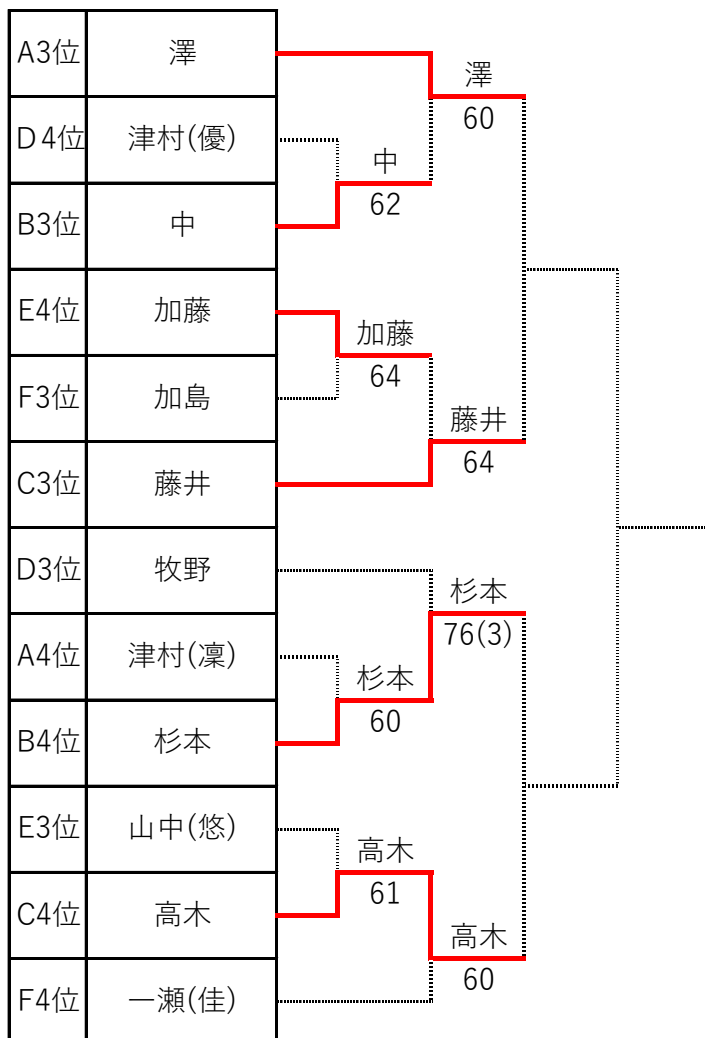 A3位 澤
澤
60
D4位 津村(優)
中
62
B3位 中
E4位 加藤
加藤
64
F3位 加島
藤井
64
C3位 藤井
D3位 牧野
杉本
76(3)
A4位 津村(凜)
杉本
60
B4位 杉本
E3位 山中(悠)
高木
61
C4位 高木
高木
60
F4位 一瀬(佳)